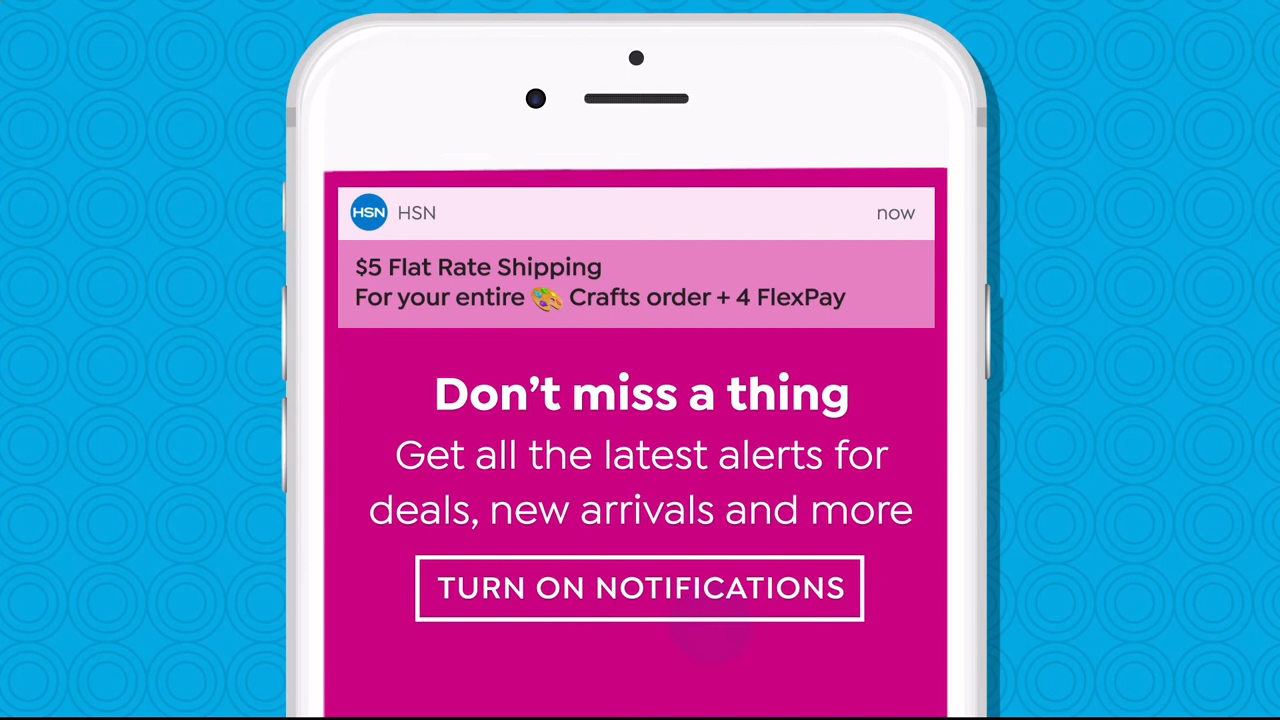 HSN HSN now
$5 Flat Rate Shipping
For your entire 🎨 Crafts order + 4 FlexPay
Don't miss a thing
Get all the latest alerts for
deals, new arrivals and more
TURN ON NOTIFICATIONS